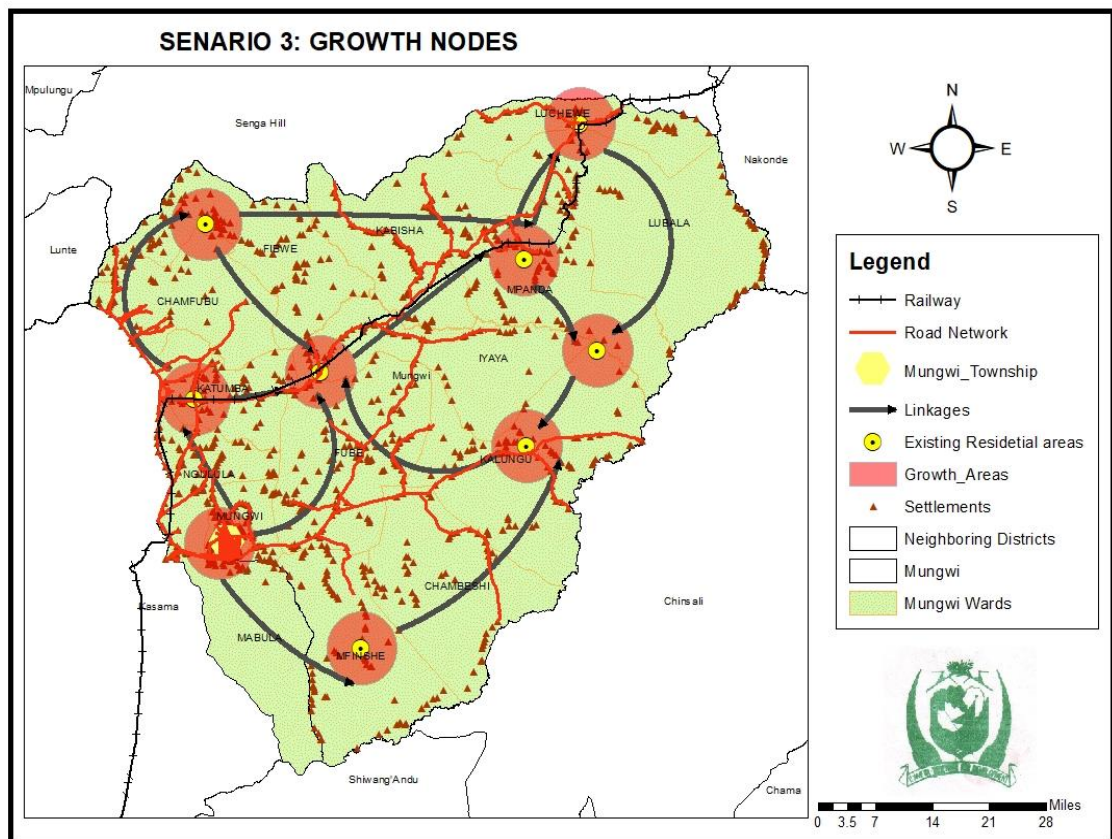 SENARIO 3: GROWTH NODES
Mpulungu
Senga Hill
Nakonde
Lunte
LUCHEWE
LUBALA
KABISHA
FIBWE
CHAMFUBU
MPANDA
IYAYA
Mungwi
KATUMBA
FUBE
KALUNGU
NGULULA
MUNGWI
CHAMBESHI
Kasama
MABULA
MFINSHE
Chinsali
Shiwang'Andu
Chama
N
W
E
S
Legend
Railway
Road Network
Mungwi_Township
Linkages
Existing Residetial areas
Growth_Areas
Settlements
Neighboring Districts
Mungwi
Mungwi Wards
Miles
0 3.5 7 14 21 28